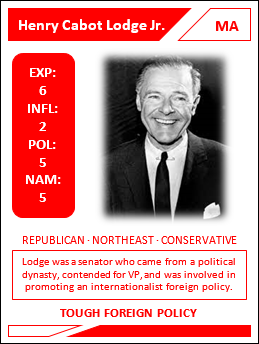 Henry Cabot Lodge Jr.
MA
EXP:
6
INFL:
2
POL:
5
NAM:
5
REPUBLICAN · NORTHEAST · CONSERVATIVE
Lodge was a senator who came from a political
dynasty, contended for VP, and was involved in
promoting an internationalist foreign policy.
TOUGH FOREIGN POLICY